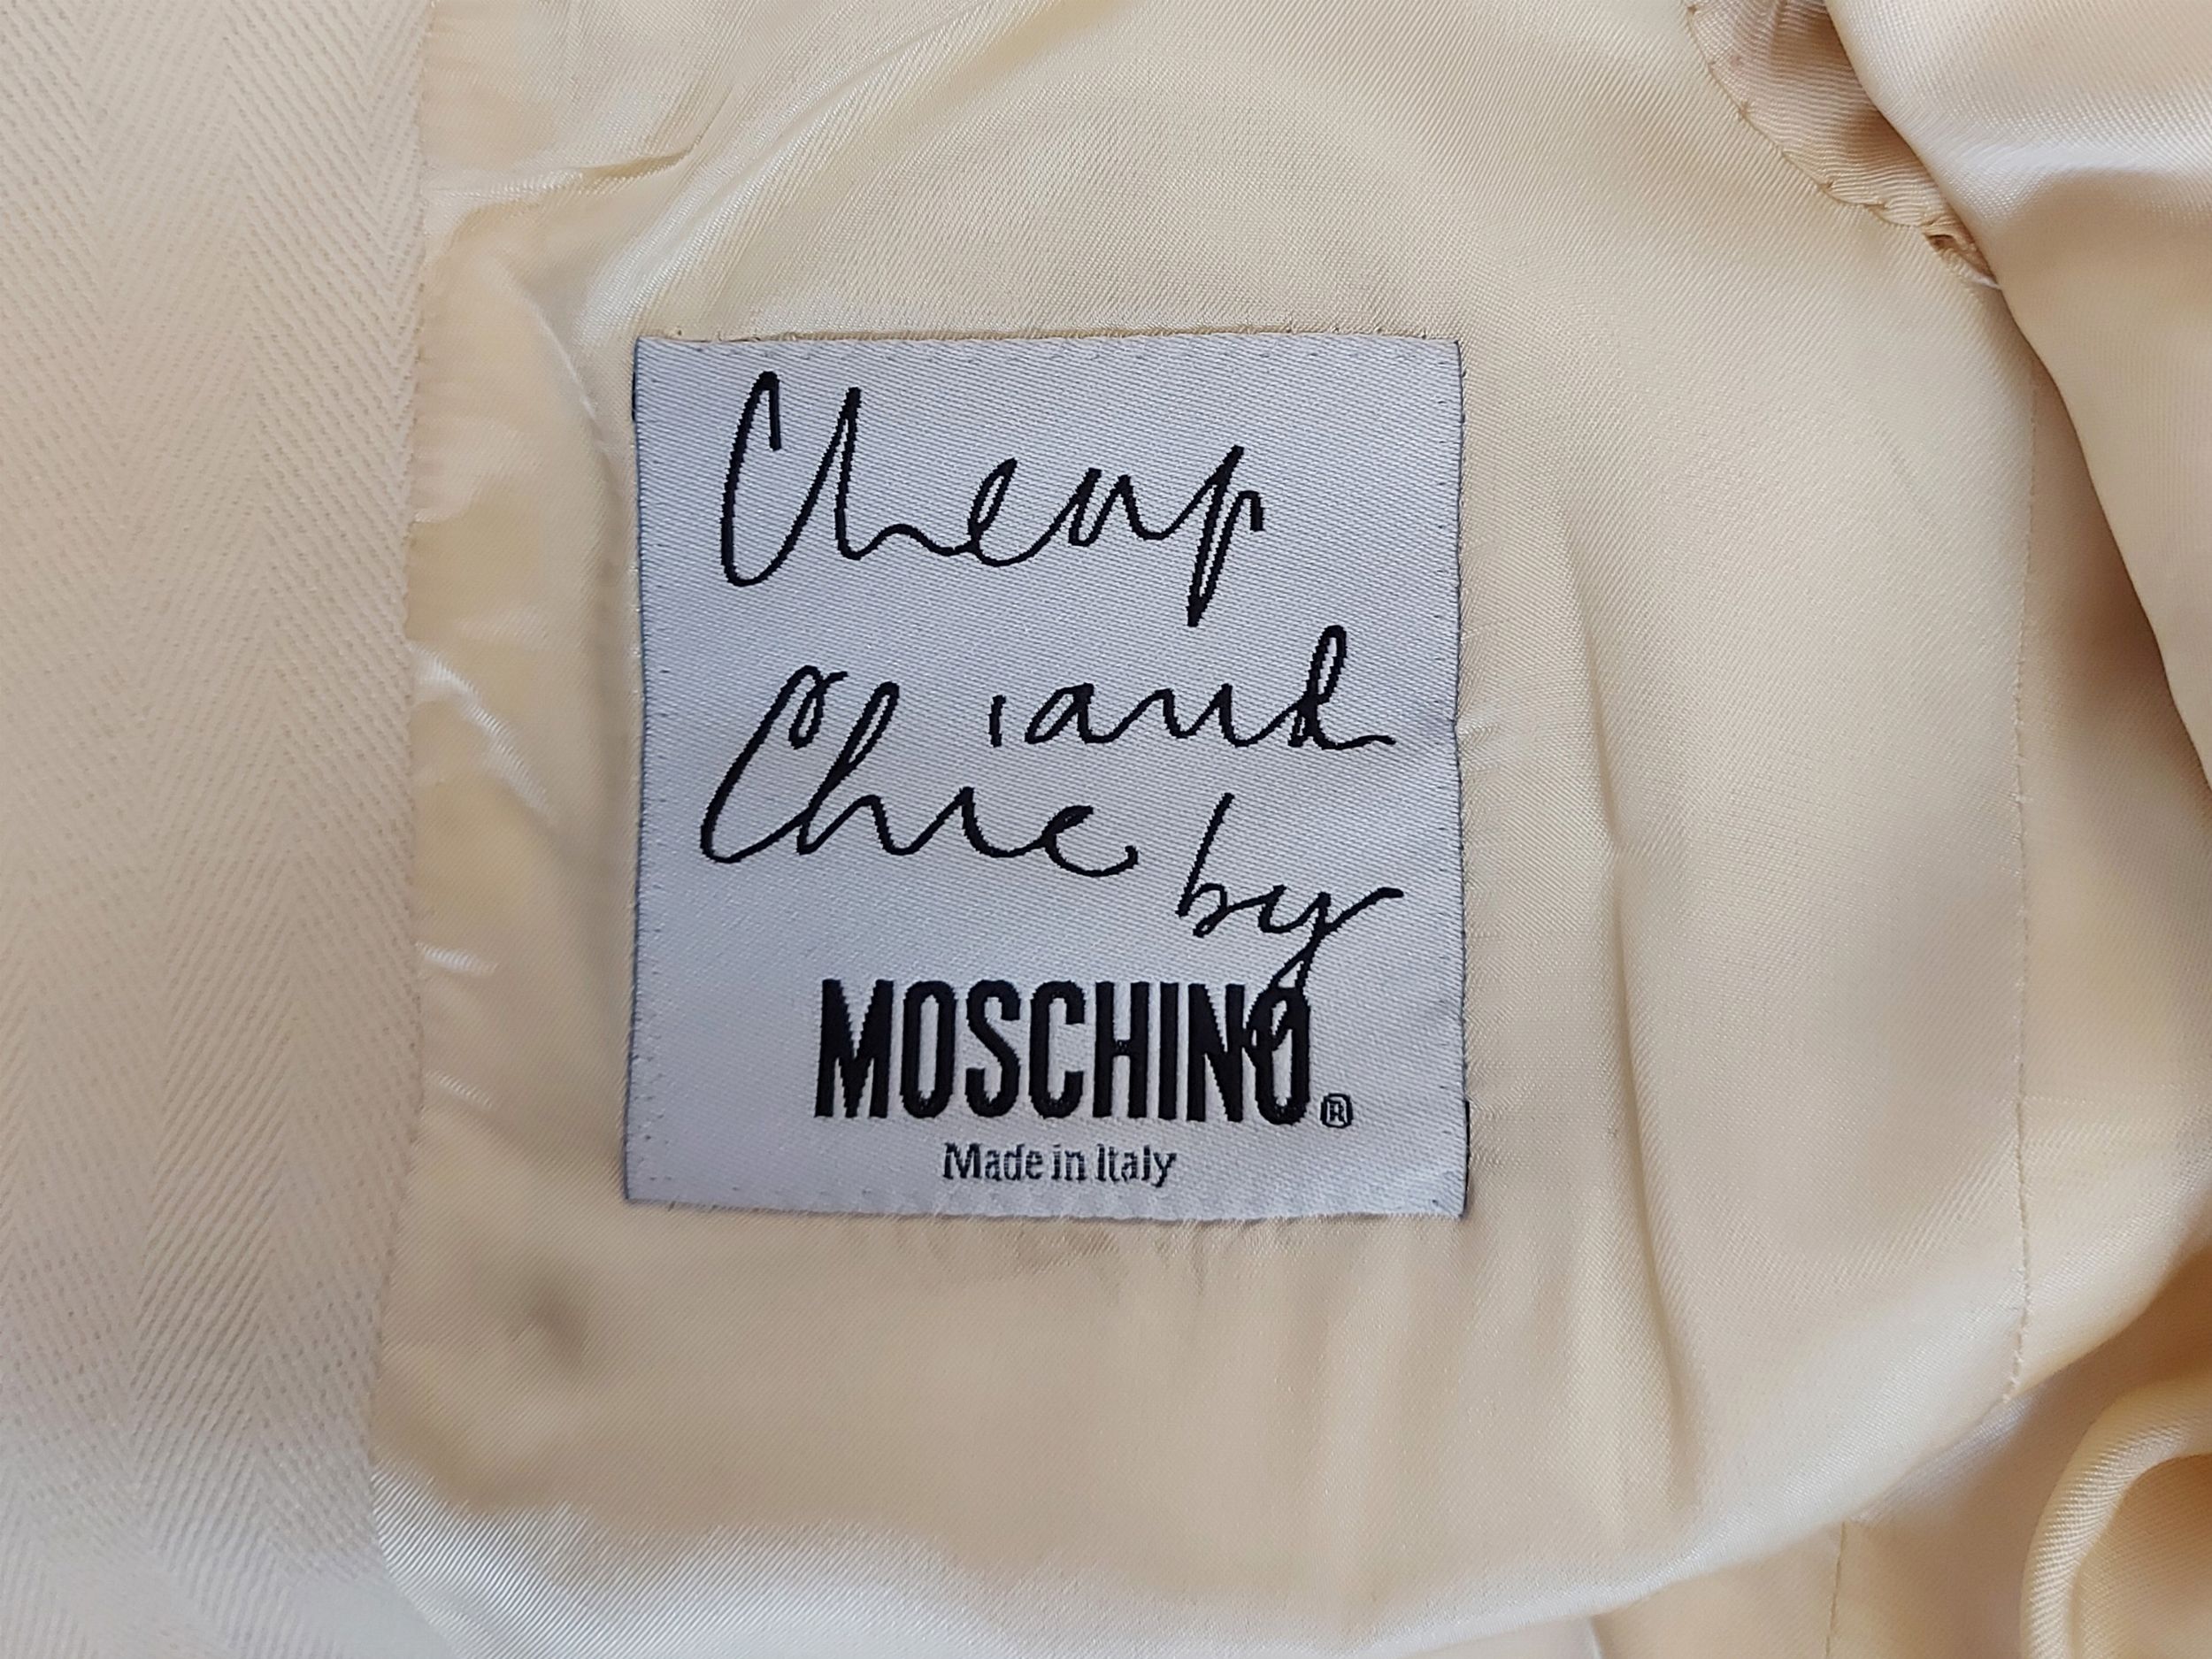 Cheap
and
Chic by
MOSCHINO®
Made in Italy